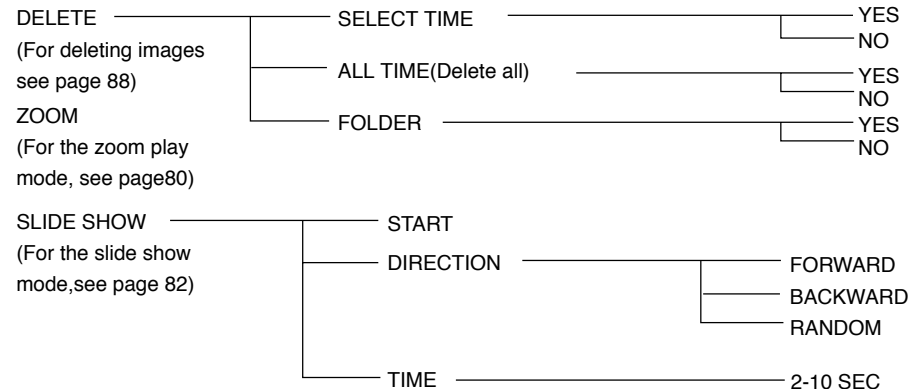 DELETE SELECT TIME YES
NO
(For deleting images
see page 88)
ALL TIME(Delete all) YES
NO
ZOOM
FOLDER YES
NO
(For the zoom play
mode, see page80)
SLIDE SHOW START
(For the slide show
mode,see page 82)
DIRECTION FORWARD
BACKWARD
RANDOM
TIME 2-10 SEC